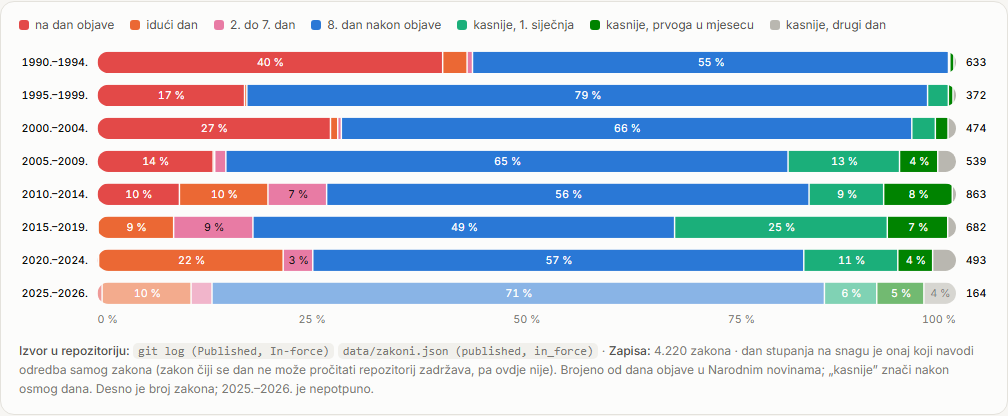 na dan objave idući dan 2. do 7. dan 8. dan nakon objave kasnije, 1. siječnja kasnije, prvoga u mjesecu kasnije, drugi dan
1990.–1994. 40 % 55 % 633
1995.–1999. 17 % 79 % 372
2000.–2004. 27 % 66 % 474
2005.–2009. 14 % 65 % 13 % 4 % 539
2010.–2014. 10 % 10 % 7 % 56 % 9 % 8 % 863
2015.–2019. 9 % 9 % 49 % 25 % 7 % 682
2020.–2024. 22 % 3 % 57 % 11 % 4 % 493
2025.–2026. 10 % 71 % 6 % 5 % 4 % 164
0 % 25 % 50 % 75 % 100 %
Izvor u repozitoriju: git log (Published, In-force) data/zakoni.json (published, in_force) · Zapisa: 4.220 zakona · dan stupanja na snagu je onaj koji navodi
odredba samog zakona (zakon čiji se dan ne može pročitati repozitorij zadržava, pa ovdje nije). Brojeno od dana objave u Narodnim novinama; „kasnije” znači nakon
osmog dana. Desno je broj zakona; 2025.–2026. je nepotpuno.